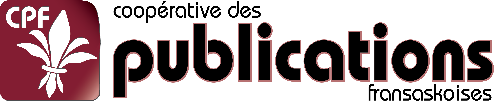 CPF
coopérative des
publications
fransaskoises